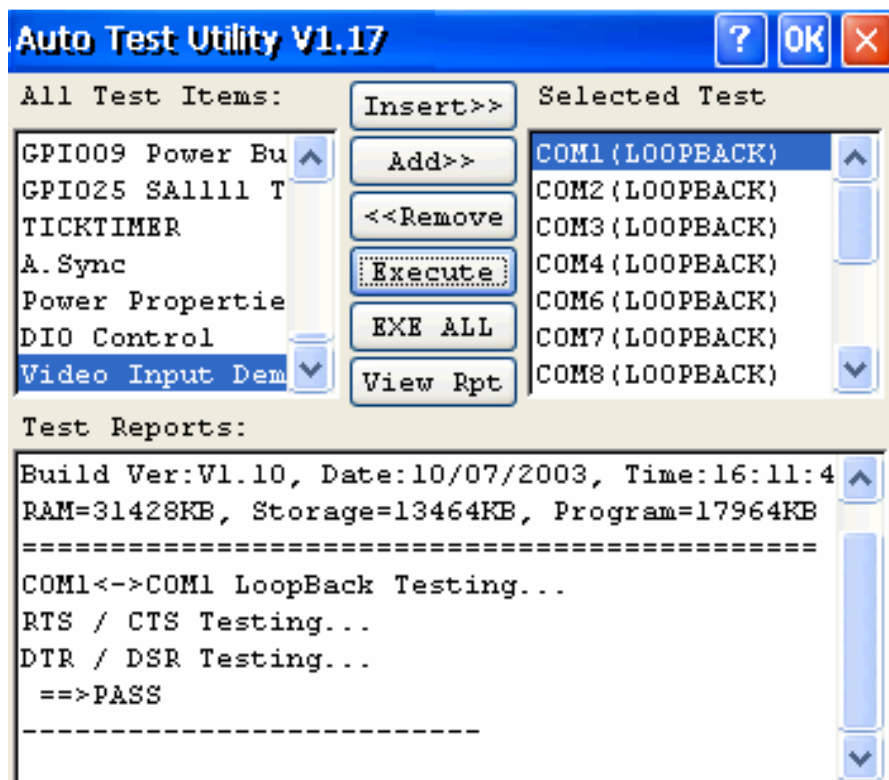 Auto Test Utility V1.17
? OK
All Test Items:
GPIO09 Power Bu
GPIO25 SA1111 T
TICKTIMER
A.Sync
Power Propertie
DIO Control
Video Input Dem
Insert>>
Add>>
<<Remove
Execute
EXE ALL
View Rpt
Selected Test
COM1(LOOPBACK)
COM2(LOOPBACK)
COM3(LOOPBACK)
COM4(LOOPBACK)
COM6(LOOPBACK)
COM7(LOOPBACK)
COM8(LOOPBACK)
Test Reports:
Build Ver:V1.10, Date:10/07/2003, Time:16:11:4
RAM=31428KB, Storage=13464KB, Program=17964KB
=============================================
COM1<->COM1 LoopBack Testing...
RTS / CTS Testing...
DTR / DSR Testing...
==>PASS
--------------------------